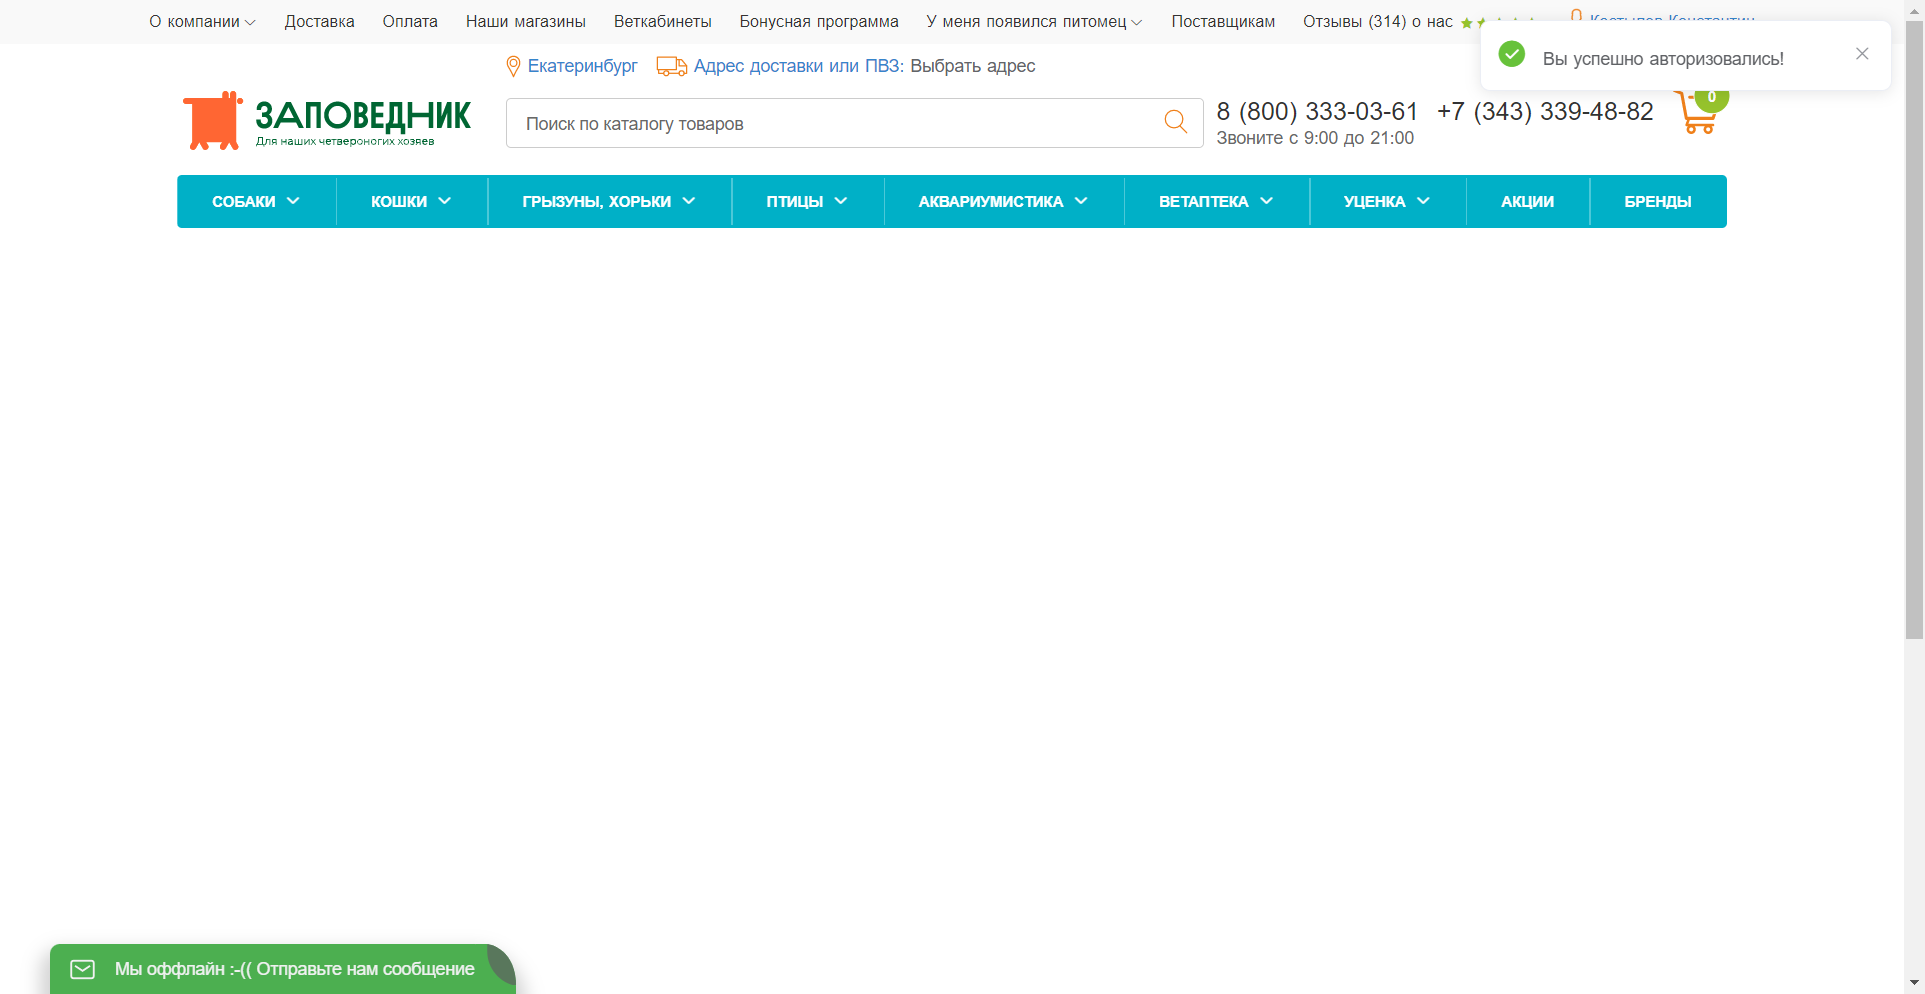 О компании Доставка Оплата Наши магазины Веткабинеты Бонусная программа У меня появился питомец Поставщикам Отзывы (314) о нас
Вы успешно авторизовались!
Екатеринбург Адрес доставки или ПВЗ: Выбрать адрес
ЗАПОВЕДНИК
Для наших четвероногих хозяев
Поиск по каталогу товаров
8 (800) 333-03-61 +7 (343) 339-48-82
Звоните с 9:00 до 21:00
0
СОБАКИ КОШКИ ГРЫЗУНЫ, ХОРЬКИ ПТИЦЫ АКВАРИУМИСТИКА ВЕТАПТЕКА УЦЕНКА АКЦИИ БРЕНДЫ
Мы оффлайн :-(( Отправьте нам сообщение